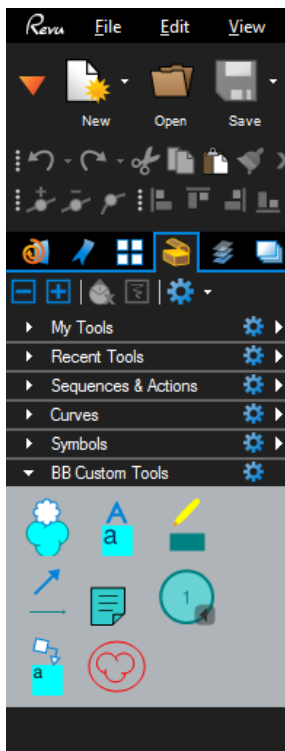 Revu File Edit View
New Open Save
My Tools
Recent Tools
Sequences & Actions
Curves
Symbols
BB Custom Tools
A
a
1
a